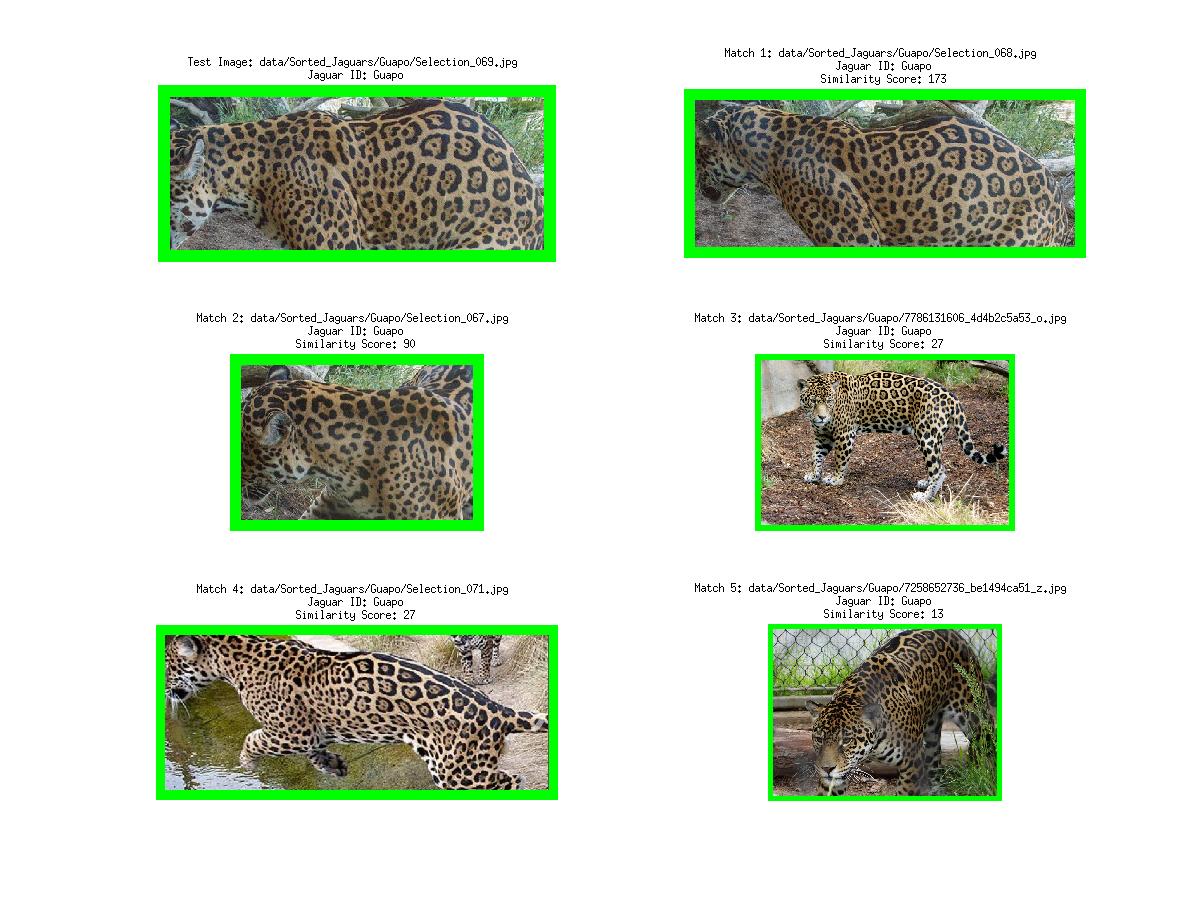 Test Image: data/Sorted_Jaguars/Guapo/Selection_069.jpg
Jaguar ID: Guapo
Match 1: data/Sorted_Jaguars/Guapo/Selection_068.jpg
Jaguar ID: Guapo
Similarity Score: 173
Match 2: data/Sorted_Jaguars/Guapo/Selection_067.jpg
Jaguar ID: Guapo
Similarity Score: 90
Match 3: data/Sorted_Jaguars/Guapo/7786131606_4d4b2c5a53_o.jpg
Jaguar ID: Guapo
Similarity Score: 27
Match 4: data/Sorted_Jaguars/Guapo/Selection_071.jpg
Jaguar ID: Guapo
Similarity Score: 27
Match 5: data/Sorted_Jaguars/Guapo/7258652736_be1494ca51_z.jpg
Jaguar ID: Guapo
Similarity Score: 13